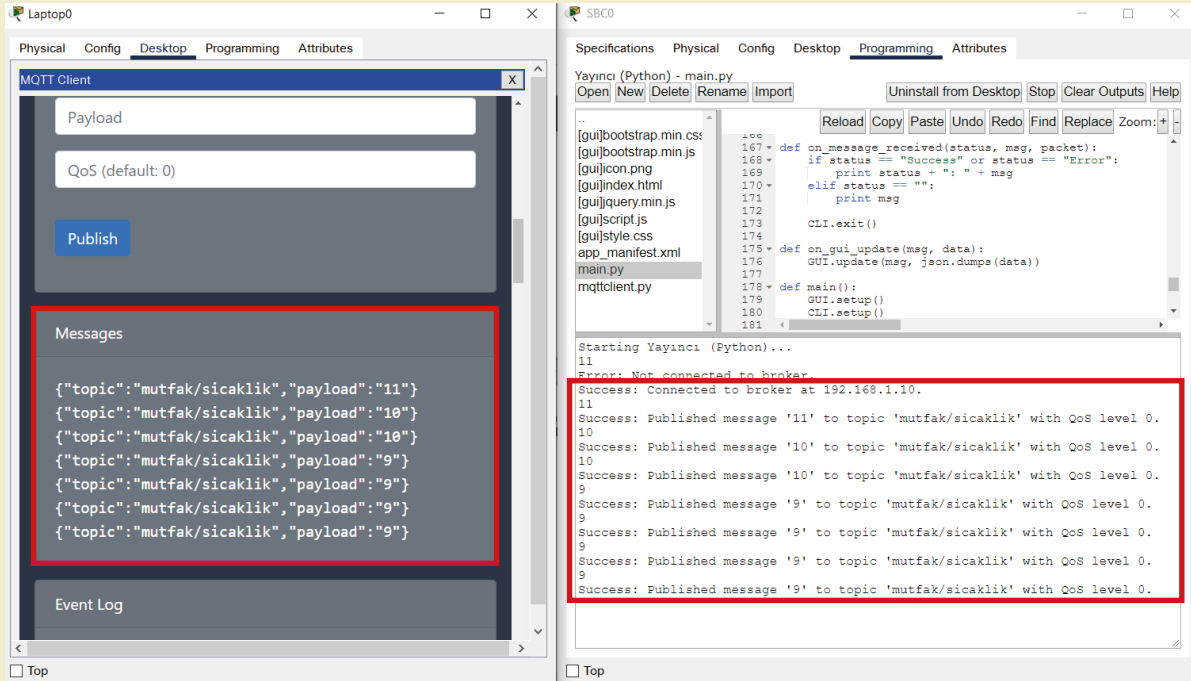 Laptop0
Physical Config Desktop Programming Attributes
MQTT Client X
Payload
QoS (default: 0)
Publish
Messages
{"topic":"mutfak/sicaklik","payload":"11"}
{"topic":"mutfak/sicaklik","payload":"10"}
{"topic":"mutfak/sicaklik","payload":"10"}
{"topic":"mutfak/sicaklik","payload":"9"}
{"topic":"mutfak/sicaklik","payload":"9"}
{"topic":"mutfak/sicaklik","payload":"9"}
{"topic":"mutfak/sicaklik","payload":"9"}
Event Log
Top
SBC0
Specifications Physical Config Desktop Programming Attributes
Yayıncı (Python) - main.py
Open New Delete Rename Import Uninstall from Desktop Stop Clear Outputs Help
..
[gui]bootstrap.min.css
[gui]bootstrap.min.js
[gui]icon.png
[gui]index.html
[gui]jquery.min.js
[gui]script.js
[gui]style.css
app_manifest.xml
main.py
mqttclient.py
Reload Copy Paste Undo Redo Find Replace Zoom: + -
166
167 def on_message_received(status, msg, packet):
168 if status == "Success" or status == "Error":
169 print status + ": " + msg
170 elif status == "":
171 print msg
172
173 CLI.exit()
174
175 def on_gui_update(msg, data):
176 GUI.update(msg, json.dumps(data))
177
178 def main():
179 GUI.setup()
180 CLI.setup()
181
Starting Yayıncı (Python)...
11
Error: Not connected to broker.
Success: Connected to broker at 192.168.1.10.
11
Success: Published message '11' to topic 'mutfak/sicaklik' with QoS level 0.
10
Success: Published message '10' to topic 'mutfak/sicaklik' with QoS level 0.
10
Success: Published message '10' to topic 'mutfak/sicaklik' with QoS level 0.
9
Success: Published message '9' to topic 'mutfak/sicaklik' with QoS level 0.
9
Success: Published message '9' to topic 'mutfak/sicaklik' with QoS level 0.
9
Success: Published message '9' to topic 'mutfak/sicaklik' with QoS level 0.
9
Success: Published message '9' to topic 'mutfak/sicaklik' with QoS level 0.
Top